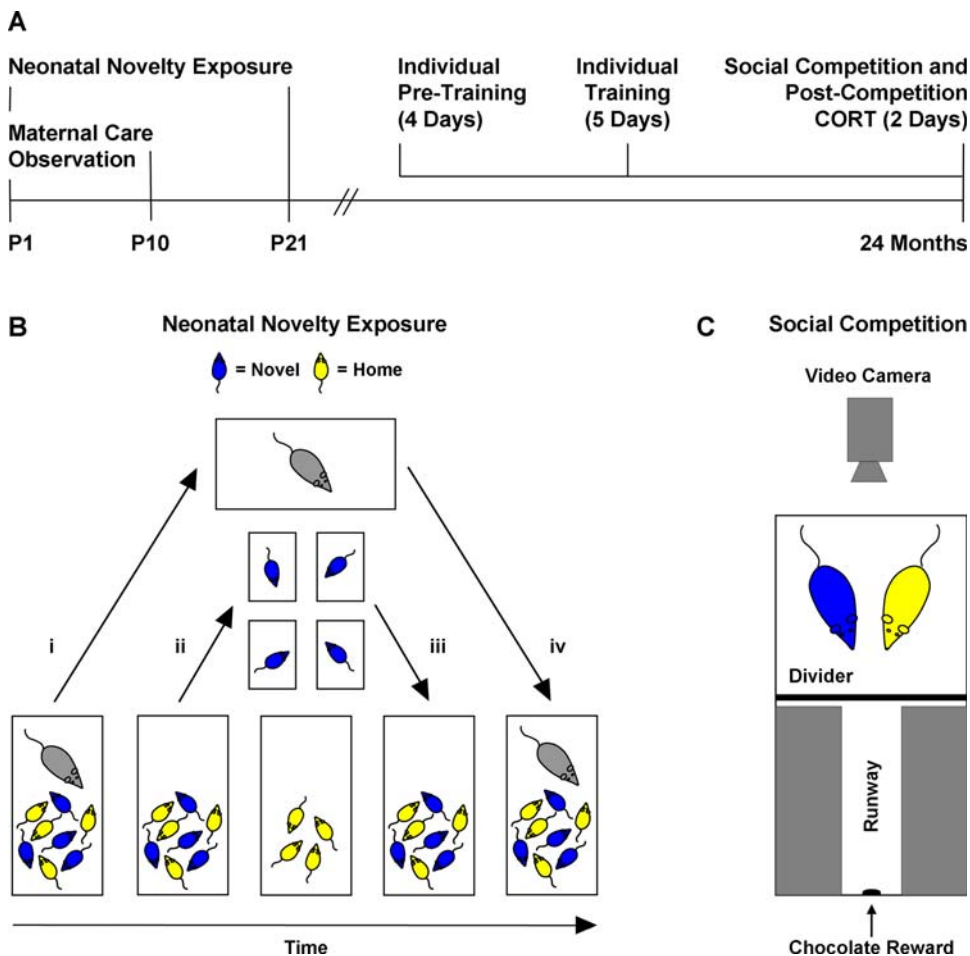 A
Neonatal Novelty Exposure
Maternal Care
Observation
Individual
Pre-Training
(4 Days)
Individual
Training
(5 Days)
Social Competition and
Post-Competition
CORT (2 Days)
P1
P10
P21
24 Months
B
Neonatal Novelty Exposure
= Novel
= Home
i
ii
iii
iv
Time
C
Social Competition
Video Camera
Divider
Runway
Chocolate Reward